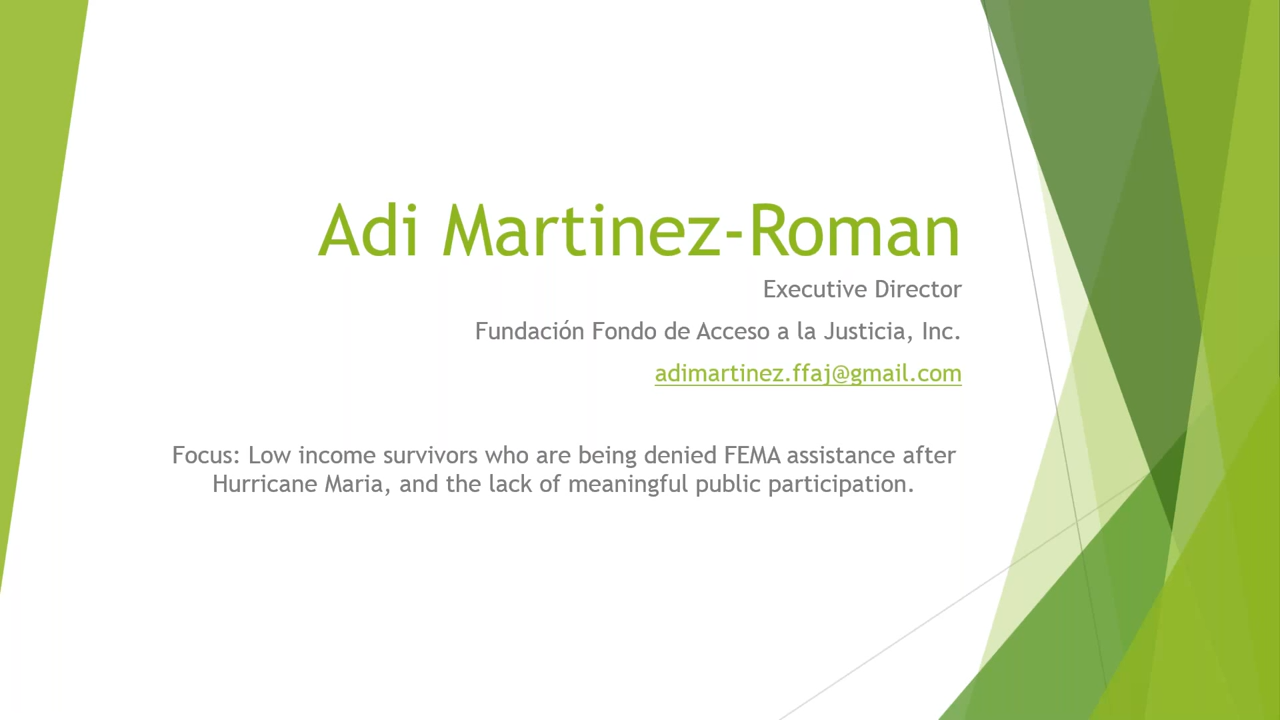 Adi Martinez-Roman
Executive Director
Fundación Fondo de Acceso a la Justicia, Inc.
adimartinez.ffaj@gmail.com
Focus: Low income survivors who are being denied FEMA assistance after
Hurricane Maria, and the lack of meaningful public participation.